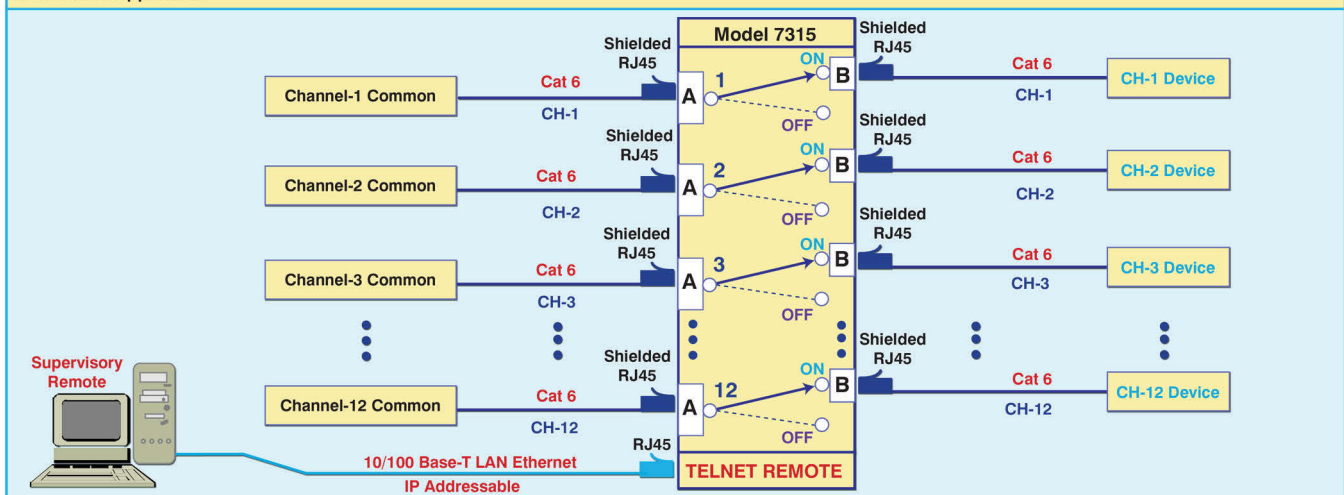 Model 7315
Shielded
RJ45
Channel-1 Common
Cat 6
CH-1
A
1
ON
OFF
B
Shielded
RJ45
Cat 6
CH-1
CH-1 Device
Shielded
RJ45
Channel-2 Common
Cat 6
CH-2
A
2
ON
OFF
B
Shielded
RJ45
Cat 6
CH-2
CH-2 Device
Shielded
RJ45
Channel-3 Common
Cat 6
CH-3
A
3
ON
OFF
B
Shielded
RJ45
Cat 6
CH-3
CH-3 Device
Shielded
RJ45
Channel-12 Common
Cat 6
CH-12
A
12
ON
OFF
B
Shielded
RJ45
Cat 6
CH-12
CH-12 Device
Supervisory
Remote
10/100 Base-T LAN Ethernet
IP Addressable
RJ45
TELNET REMOTE